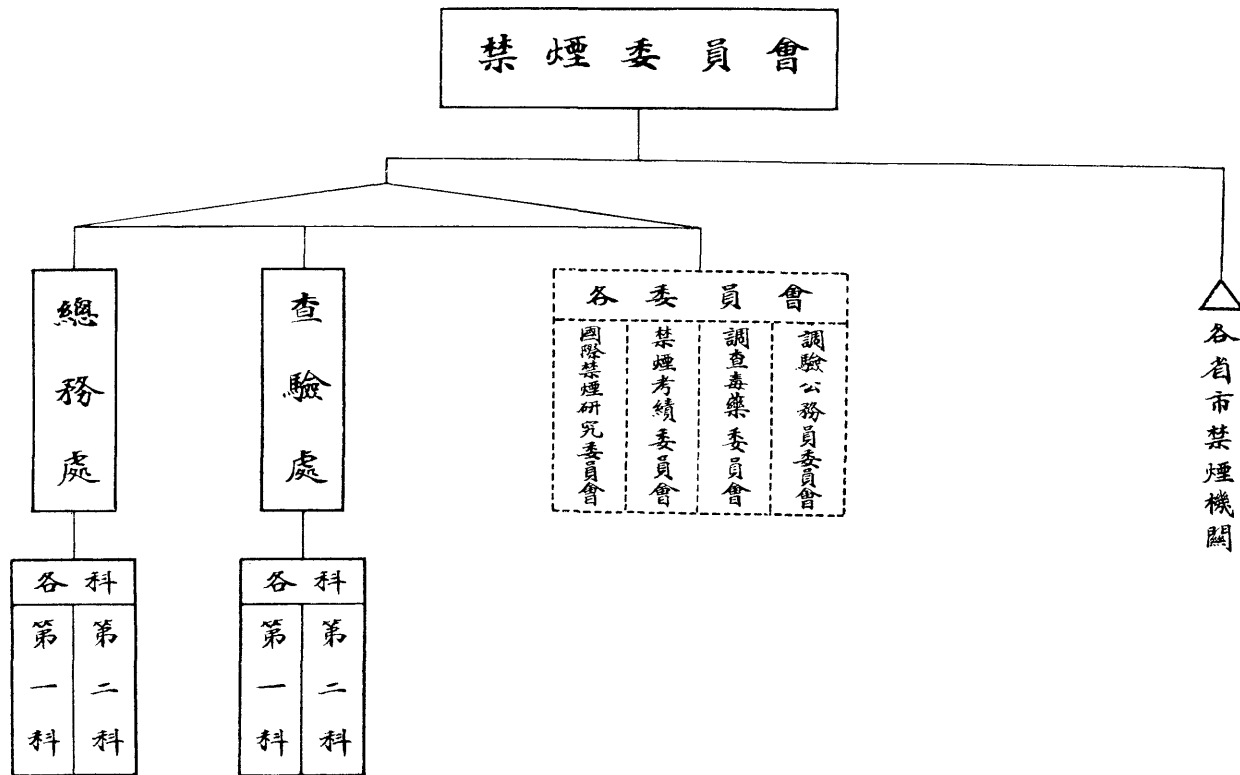 禁煙委員會
總務處
查驗處
各委員會
國際禁煙研究委員會
禁煙考績委員會
調查毒藥委員會
調驗公務員委員會
各省市禁煙機關
各科
第一科
第二科
各科
第一科
第二科